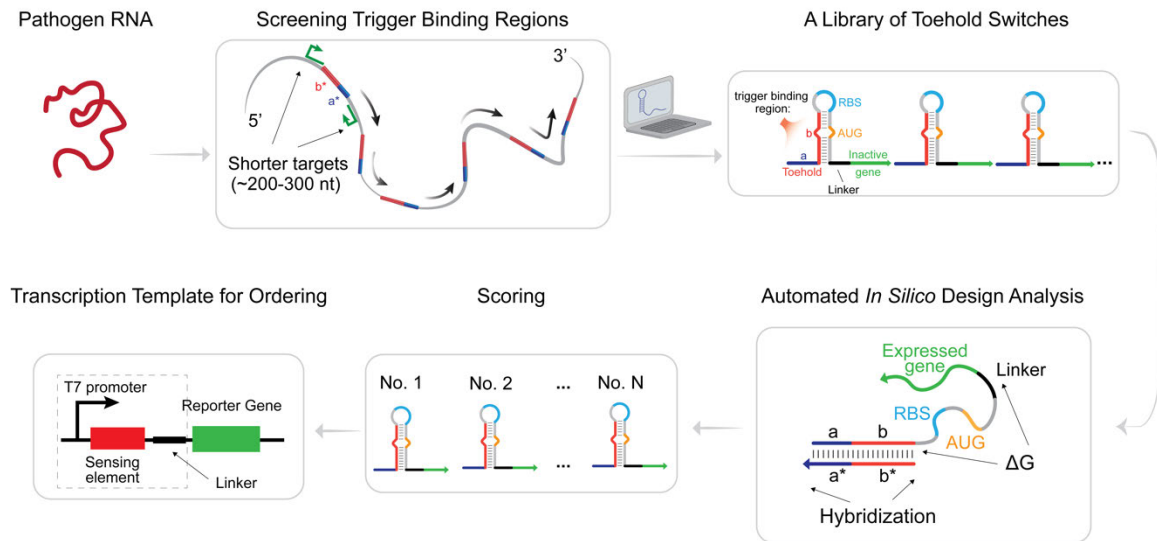 Pathogen RNA
Screening Trigger Binding Regions
A Library of Toehold Switches
5’
b*
a*
3’
Shorter targets
(~200-300 nt)
trigger binding
region:
RBS
b
AUG
a
Toehold
Inactive
gene
Linker
...
Transcription Template for Ordering
Scoring
Automated In Silico Design Analysis
T7 promoter
Reporter Gene
Sensing
element
Linker
No. 1
No. 2
...
No. N
...
Expressed
gene
Linker
RBS
AUG
a
b
ΔG
a*
b*
Hybridization